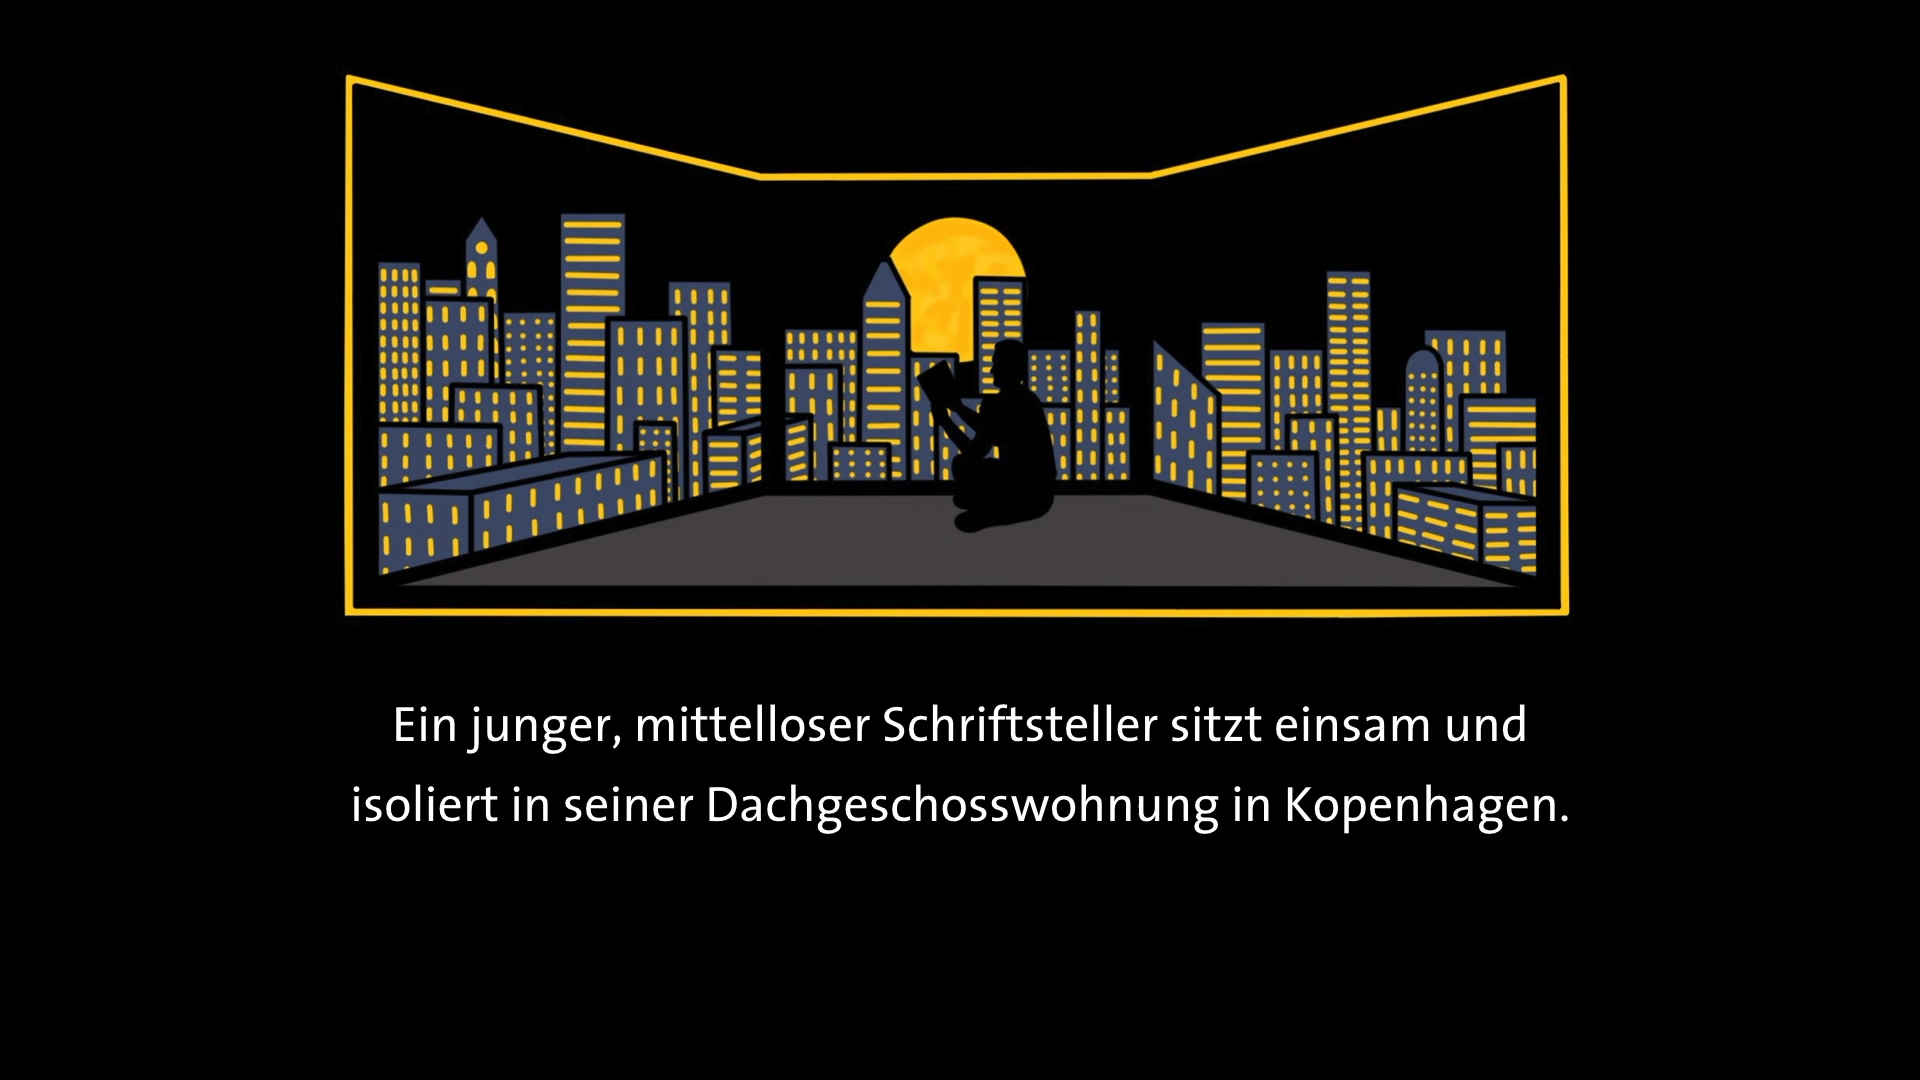 Ein junger, mittelloser Schriftsteller sitzt einsam und
isoliert in seiner Dachgeschosswohnung in Kopenhagen.